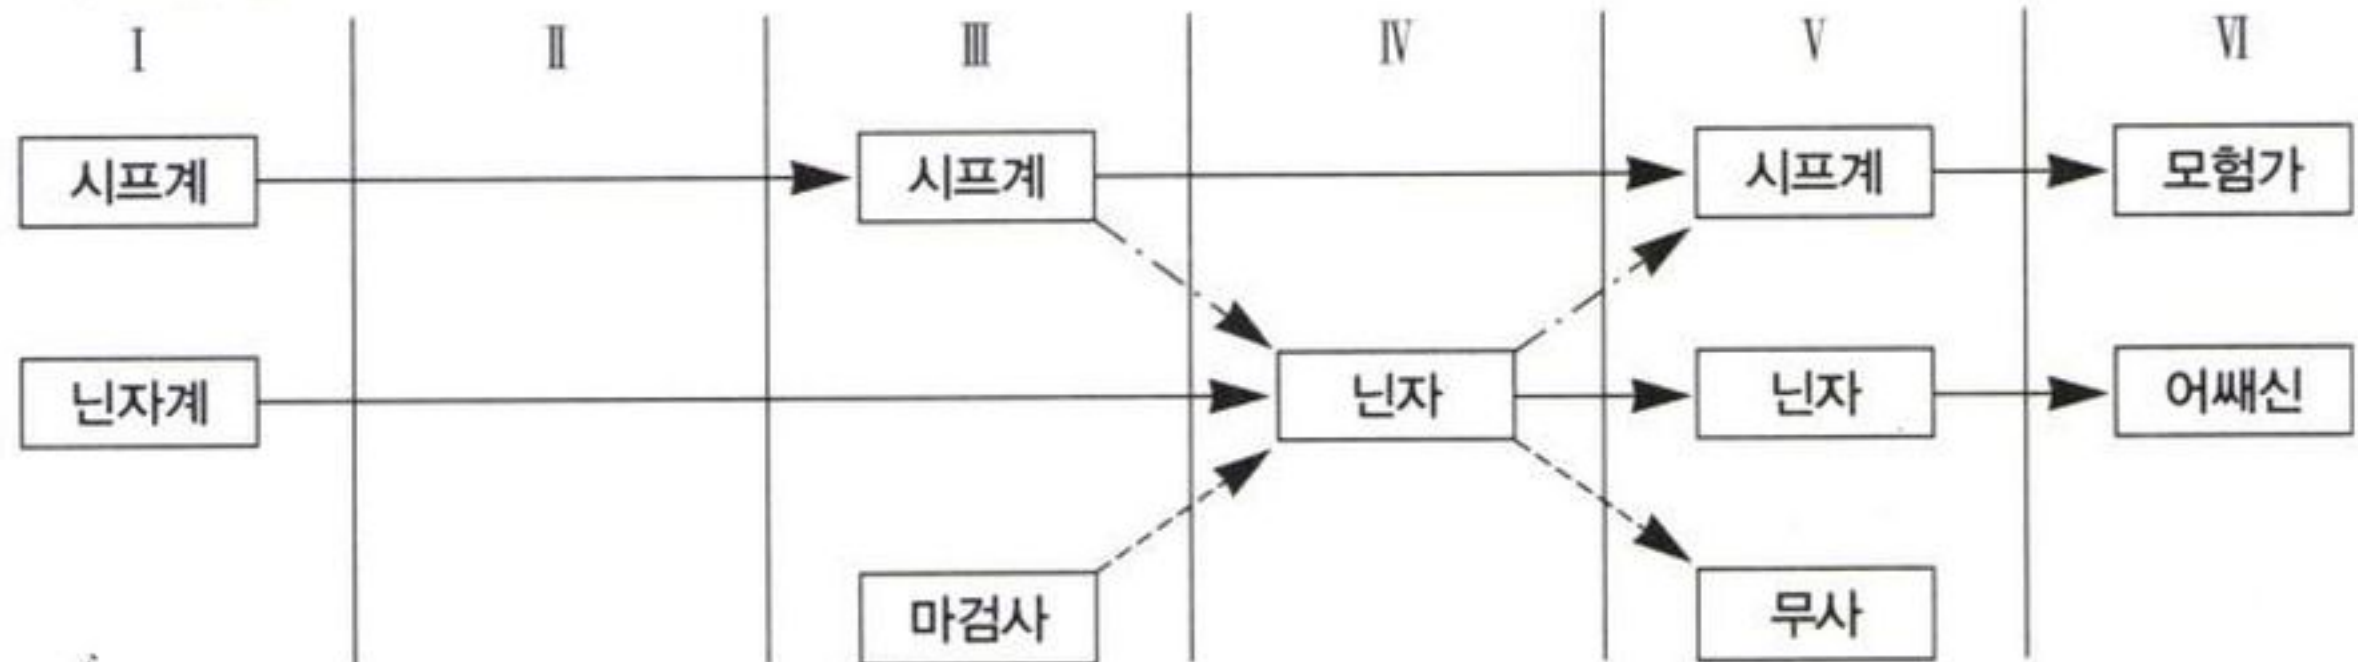 Ⅰ Ⅱ Ⅲ Ⅳ Ⅴ Ⅵ
시프계 시프계 시프계 모험가
닌자계 닌자 닌자 어쌔신
마검사 무사